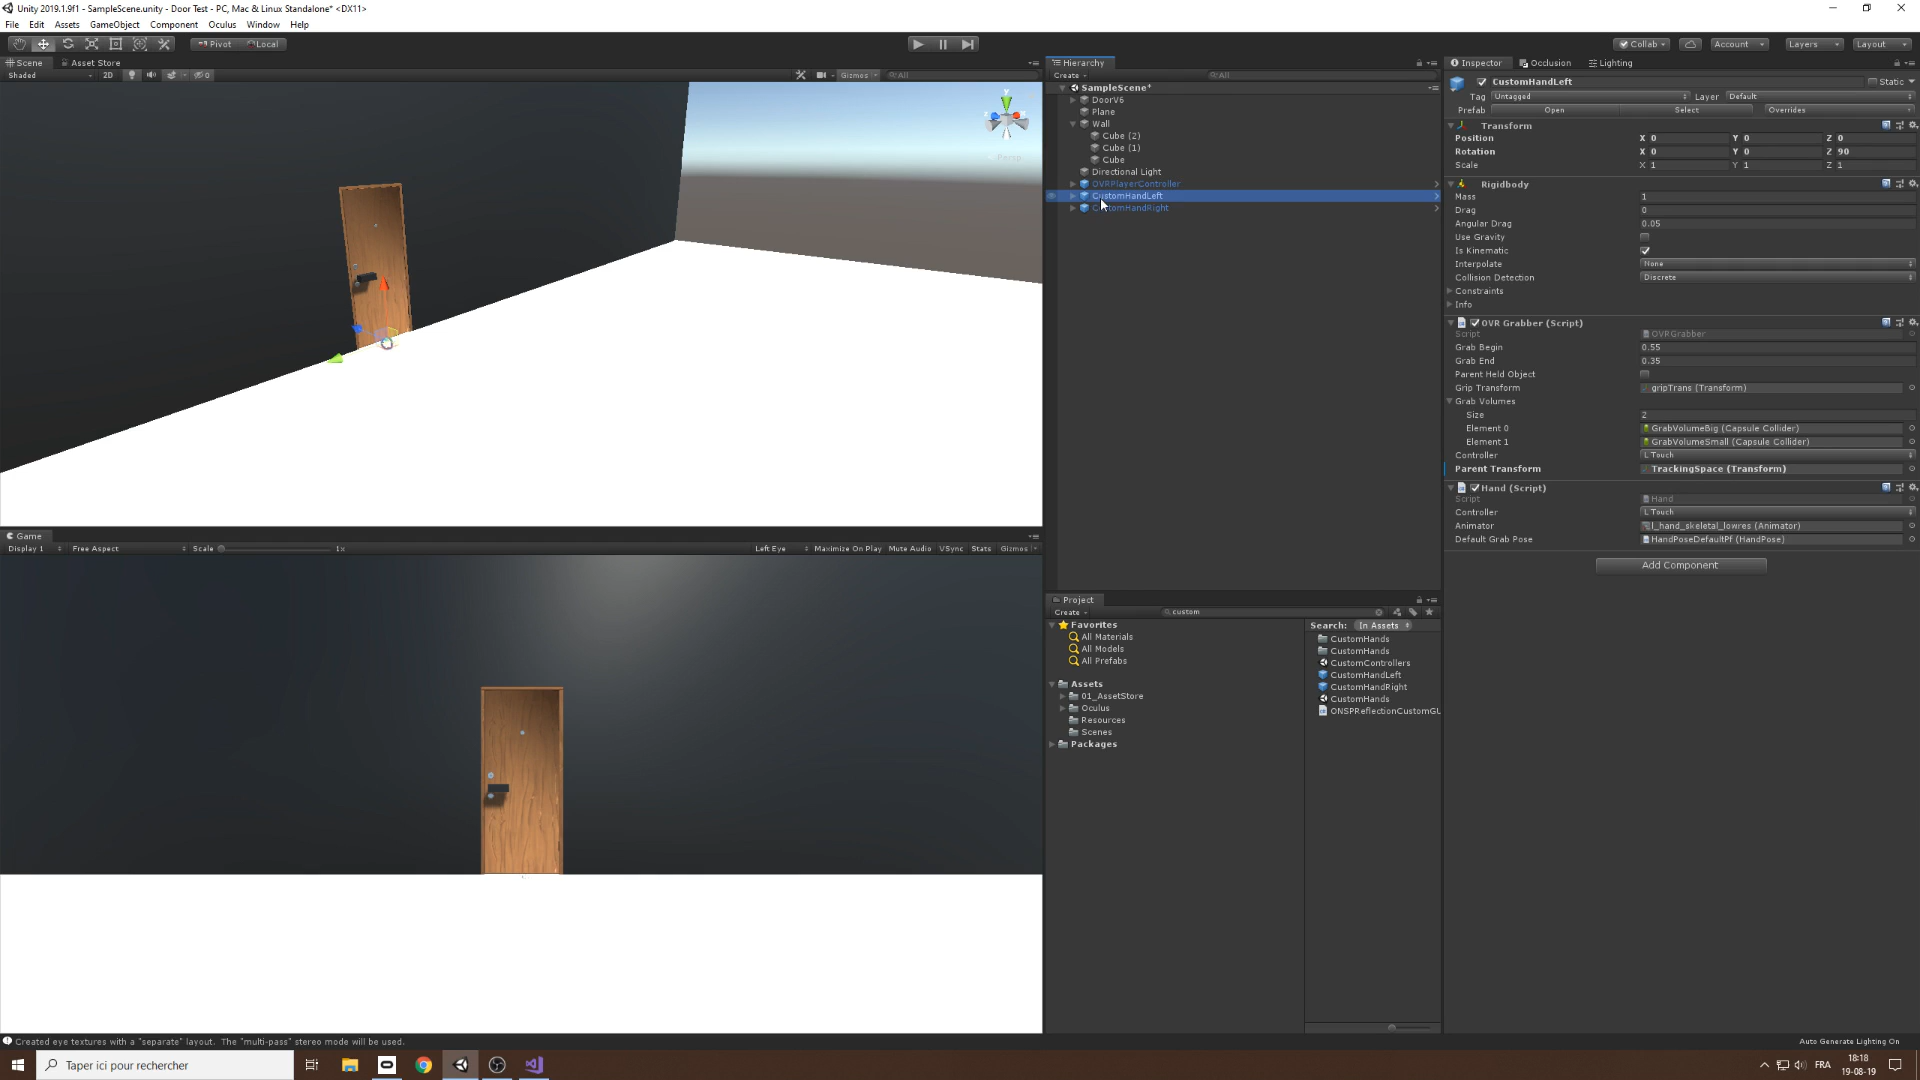 Unity 2019.1.9f1 - SampleScene.unity - Door Test - PC, Mac & Linux Standalone* <DX11>
File Edit Assets GameObject Component Oculus Window Help
Pivot Local
Collab Account Layers Layout
Scene Asset Store
Shaded 2D 0 Gizmos All
Persp
Game
Display 1 Free Aspect Scale 1x Left Eye Maximize On Play Mute Audio VSync Stats Gizmos
Hierarchy
Create All
SampleScene*
DoorV6
Plane
Wall
Cube (2)
Cube (1)
Cube
Directional Light
OVRPlayerController
CustomHandLeft
CustomHandRight
Project
Create custom
Favorites
All Materials
All Models
All Prefabs
Assets
01_AssetStore
Oculus
Resources
Scenes
Packages
Search: In Assets
CustomHands
CustomHands
CustomControllers
CustomHandLeft
CustomHandRight
CustomHands
ONSPReflectionCustomGU
Inspector Occlusion Lighting
CustomHandLeft Static
Tag Untagged Layer Default
Prefab Open Select Overrides
Transform
Position X 0 Y 0 Z 0
Rotation X 0 Y 0 Z 90
Scale X 1 Y 1 Z 1
Rigidbody
Mass 1
Drag 0
Angular Drag 0.05
Use Gravity
Is Kinematic
Interpolate None
Collision Detection Discrete
Constraints
Info
OVR Grabber (Script)
Script OVRGrabber
Grab Begin 0.55
Grab End 0.35
Parent Held Object
Grip Transform gripTrans (Transform)
Grab Volumes
Size 2
Element 0 GrabVolumeBig (Capsule Collider)
Element 1 GrabVolumeSmall (Capsule Collider)
Controller L Touch
Parent Transform TrackingSpace (Transform)
Hand (Script)
Script Hand
Controller L Touch
Animator l_hand_skeletal_lowres (Animator)
Default Grab Pose HandPoseDefaultPf (HandPose)
Add Component
Created eye textures with a "separate" layout. The "multi-pass" stereo mode will be used.
Auto Generate Lighting On
Taper ici pour rechercher
FRA
18:18
19-08-19